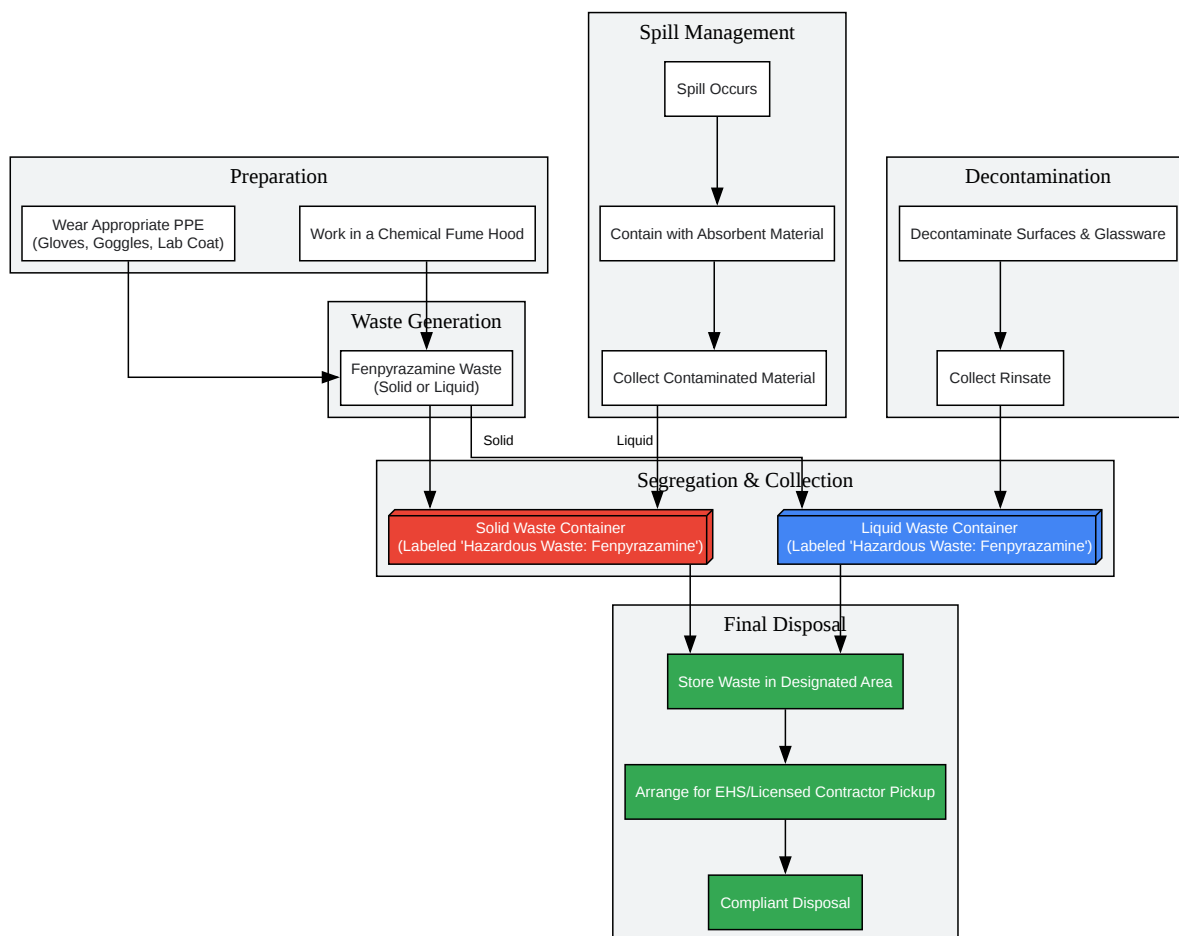 Spill Management
Spill Occurs
Preparation
Decontamination
Wear Appropriate PPE
(Gloves, Goggles, Lab Coat)
Work in a Chemical Fume Hood
Contain with Absorbent Material
Decontaminate Surfaces & Glassware
Waste Generation
Fenpyrazamine Waste
(Solid or Liquid)
Collect Contaminated Material
Collect Rinsate
Solid
Liquid
Segregation & Collection
Solid Waste Container
(Labeled 'Hazardous Waste: Fenpyrazamine')
Liquid Waste Container
(Labeled 'Hazardous Waste: Fenpyrazamine')
Final Disposal
Store Waste in Designated Area
Arrange for EHS/Licensed Contractor Pickup
Compliant Disposal